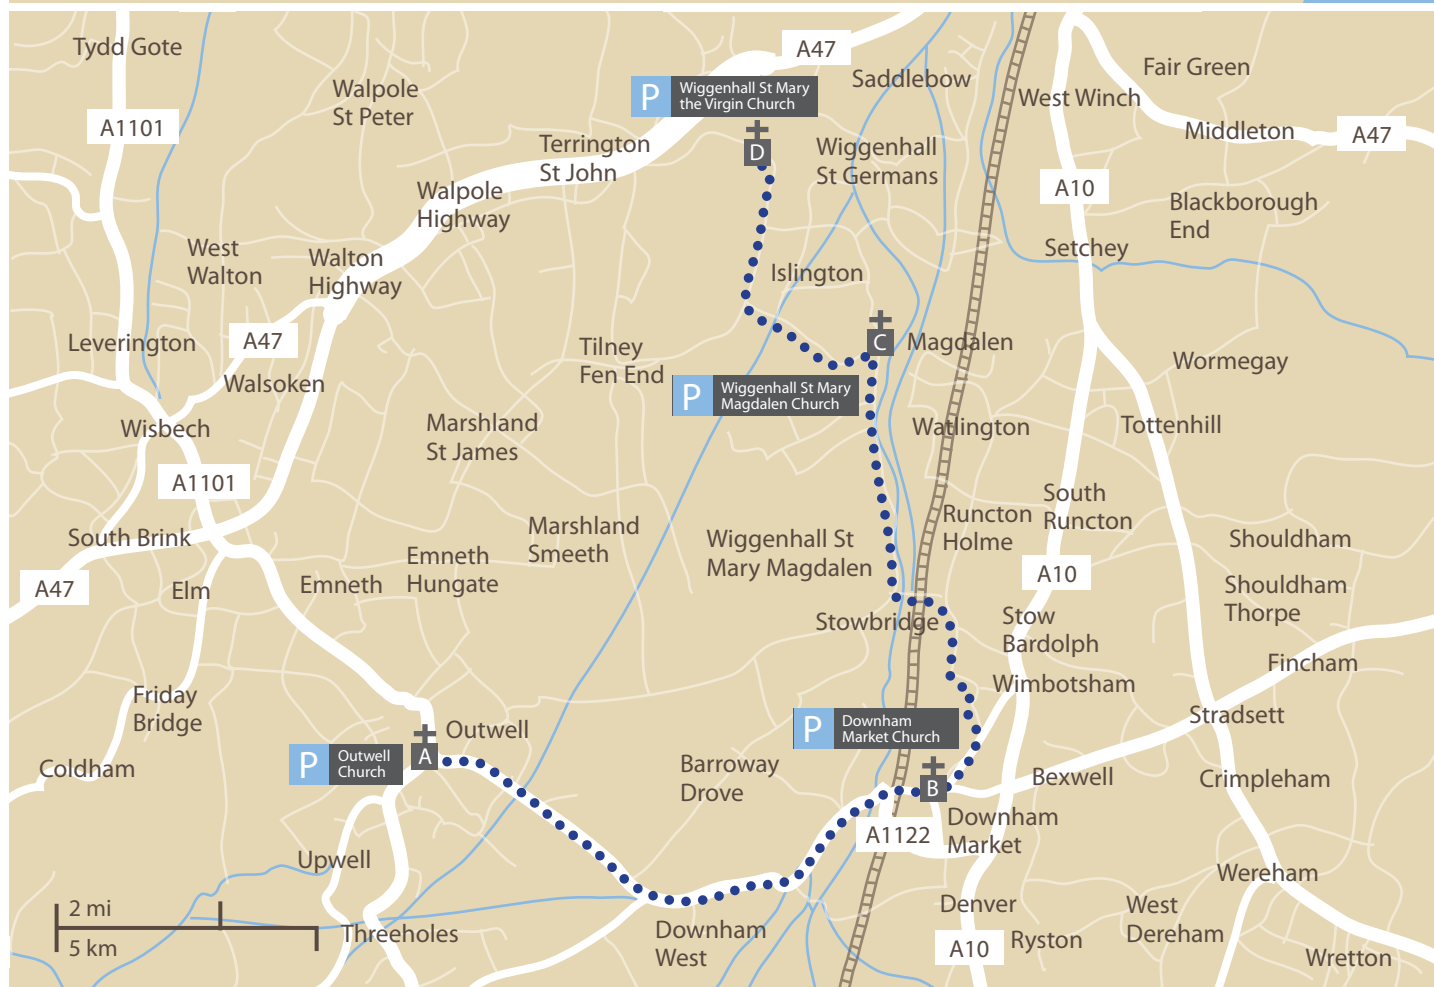 Tydd Gote
A47
Fair Green
Saddlebow
Walpole
St Peter
P
Wiggenhall St Mary
the Virgin Church
West Winch
A1101
Middleton
A47
Terrington
St John
D
Wiggenhall
St Germans
A10
Walpole
Highway
Blackborough
End
West
Walton
Walton
Highway
Setchey
Islington
Leverington
A47
Tilney
Fen End
C
Magdalen
Wormegay
Walsoken
P
Wiggenhall St Mary
Magdalen Church
Wisbech
Marshland
St James
Watlington
Tottenhill
A1101
South
Runcton
Runcton
Holme
South Brink
Marshland
Smeeth
Wiggenhall St
Mary Magdalen
Shouldham
Emneth
Hungate
A47
Elm
Emneth
A10
Shouldham
Thorpe
Stowbridge
Stow
Bardolph
Fincham
Friday
Bridge
Wimbotsham
Stradsett
Outwell
P
Downham
Market Church
P
Outwell
Church
A
Coldham
Barroway
Drove
B
Bexwell
Crimpleham
A1122
Downham
Market
Upwell
Wereham
2 mi
5 km
Threeholes
Downham
West
Denver
West
Dereham
A10
Ryston
Wretton